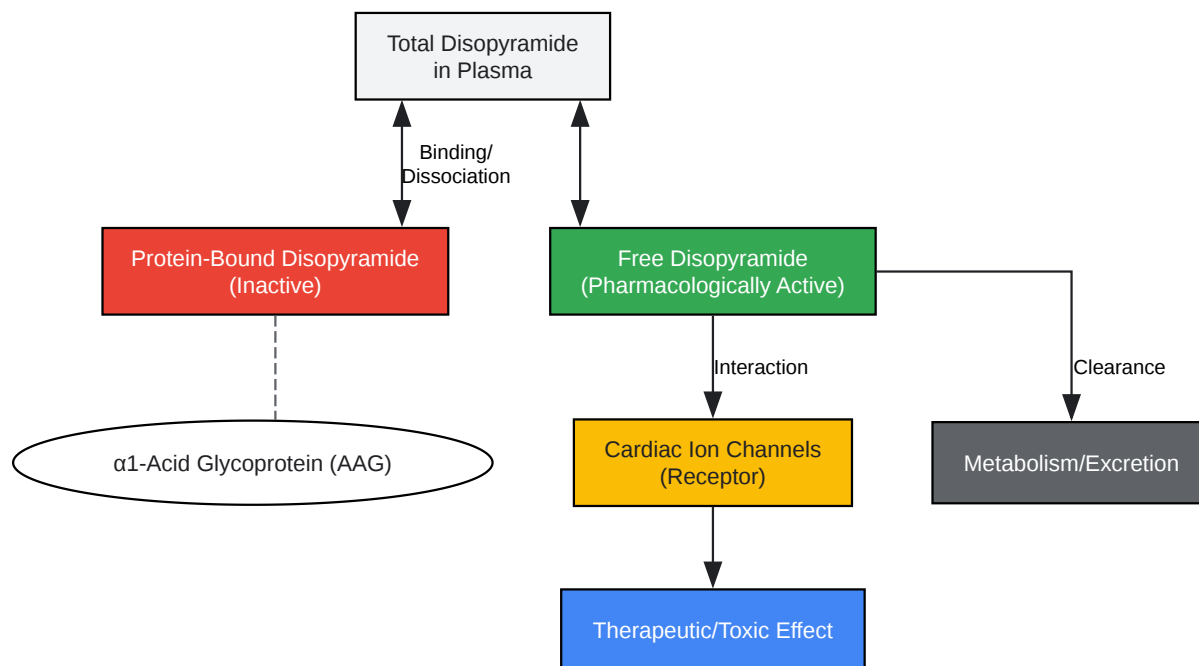 Total Disopyramide
in Plasma
Binding/
Dissociation
Protein-Bound Disopyramide
(Inactive)
Free Disopyramide
(Pharmacologically Active)
Interaction
Clearance
α1-Acid Glycoprotein (AAG)
Cardiac Ion Channels
(Receptor)
Metabolism/Excretion
Therapeutic/Toxic Effect